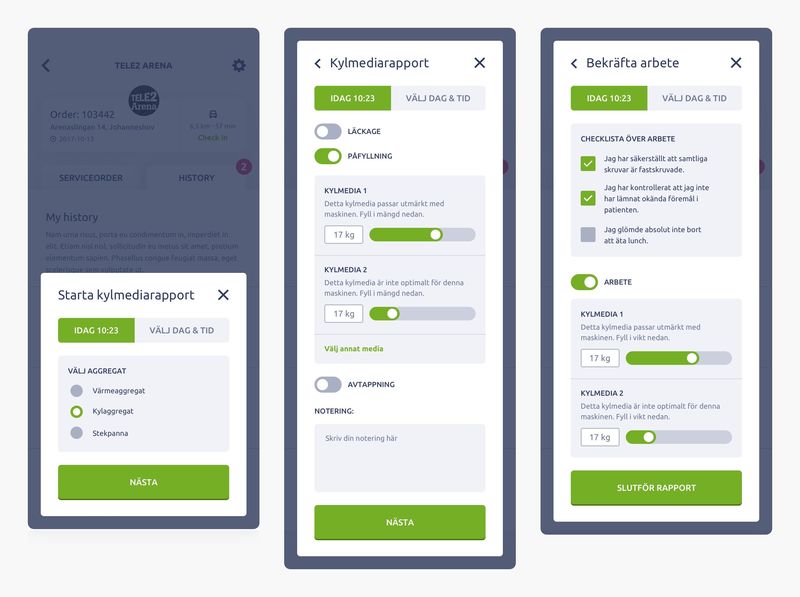 TELE2 ARENA
TELE2
Arena
Order: 103442
Arenaslingan 14, Johanneshov
2017-10-13
6,5 km - 57 min
Check in
2
SERVICEORDER
HISTORY
My history
Nam urna risus, porta eu condimentum in, imperdiet in
elit. Etiam nisl nol, sollicitudin eu metus sit amet, pretium
elementum sapien. Phasellus congue feugiat massa, eget
scelerisque sem vulputate ut.
Starta kylmediarapport
IDAG 10:23
VÄLJ DAG & TID
VÄLJ AGGREGAT
Värmeaggregat
Kylaggregat
Stekpanna
NÄSTA
Kylmediarapport
IDAG 10:23
VÄLJ DAG & TID
LÄCKAGE
PÅFYLLNING
KYLMEDIA 1
Detta kylmedia passar utmärkt med
maskinen. Fyll i mängd nedan.
17 kg
KYLMEDIA 2
Detta kylmedia är inte optimalt för denna
maskinen. Fyll i mängd nedan.
17 kg
Välj annat media
AVTAPPNING
NOTERING:
Skriv din notering här
NÄSTA
Bekräfta arbete
IDAG 10:23
VÄLJ DAG & TID
CHECKLISTA ÖVER ARBETE
Jag har säkerställt att samtliga
skruvar är fastskruvade.
Jag har kontrollerat att jag inte
har lämnat okända föremål i
patienten.
Jag glömde absolut inte bort
att äta lunch.
ARBETE
KYLMEDIA 1
Detta kylmedia passar utmärkt med
maskinen. Fyll i vikt nedan.
17 kg
KYLMEDIA 2
Detta kylmedia är inte optimalt för denna
maskinen. Fyll i vikt nedan.
17 kg
SLUTFÖR RAPPORT